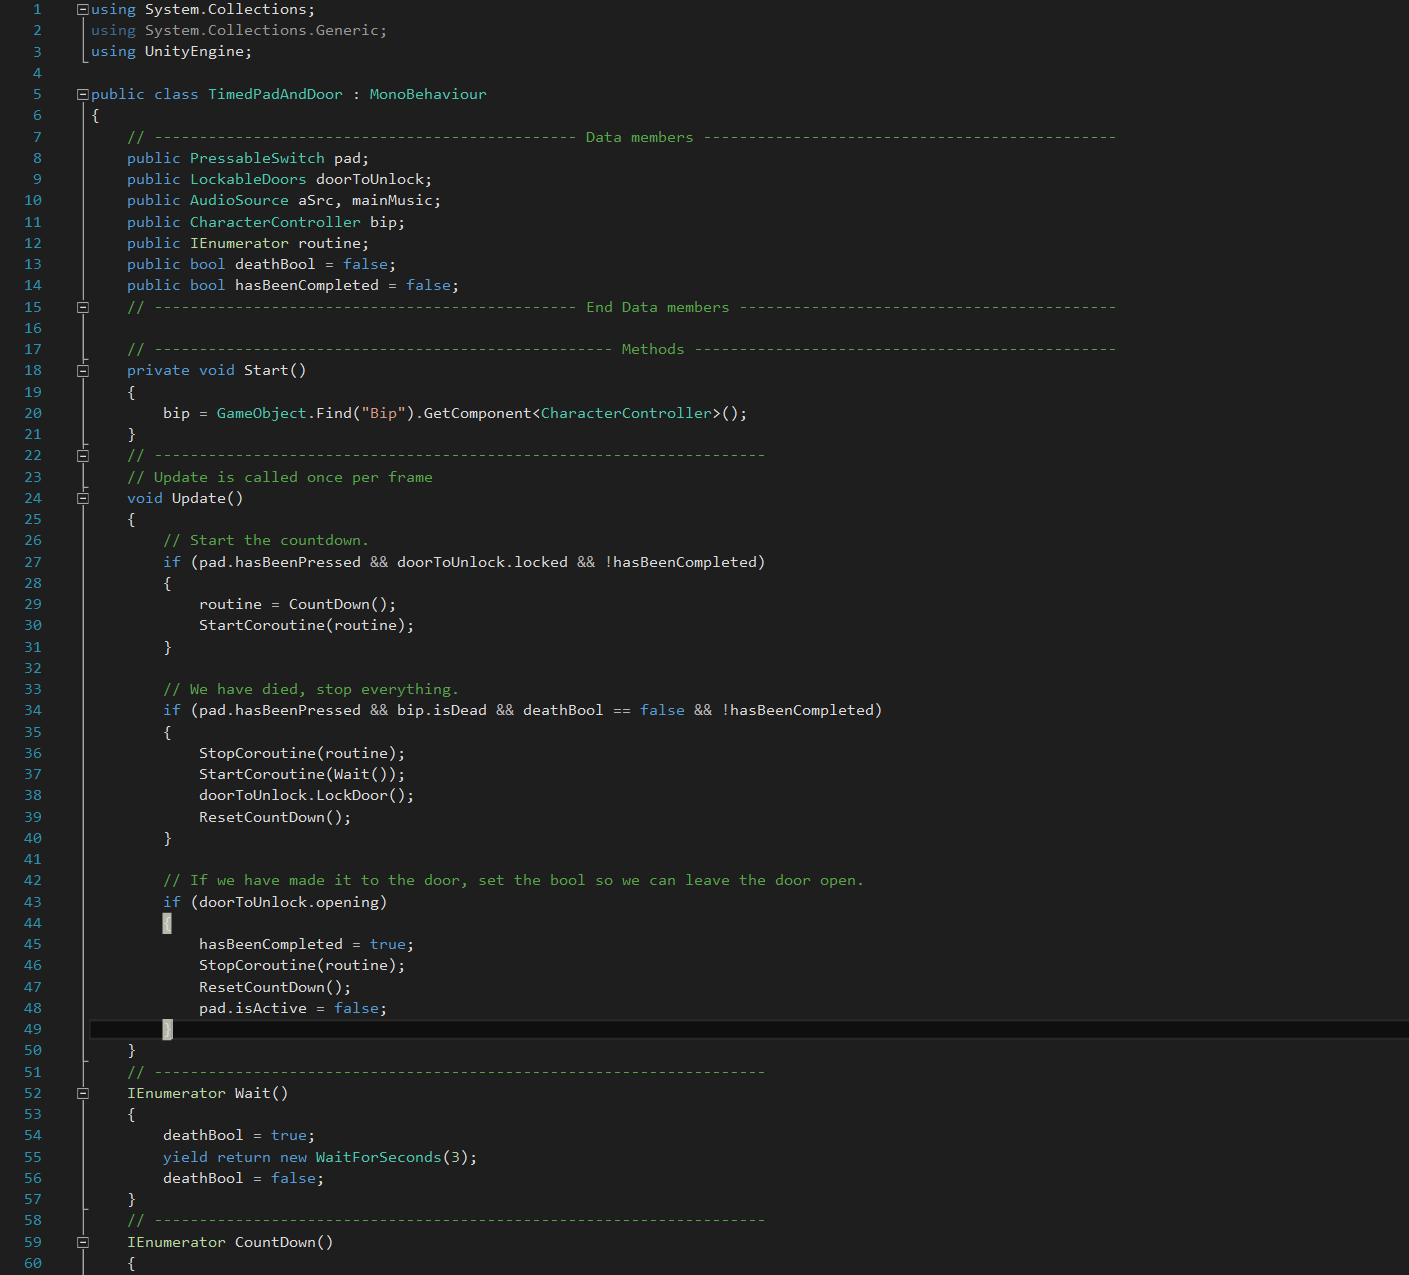 1 using System.Collections;
2 using System.Collections.Generic;
3 using UnityEngine;
4
5 public class TimedPadAndDoor : MonoBehaviour
6 {
7 // ----------------------------------------------- Data members ----------------------------------------------
8 public PressableSwitch pad;
9 public LockableDoors doorToUnlock;
10 public AudioSource aSrc, mainMusic;
11 public CharacterController bip;
12 public IEnumerator routine;
13 public bool deathBool = false;
14 public bool hasBeenCompleted = false;
15 // ----------------------------------------------- End Data members ------------------------------------------
16
17 // --------------------------------------------------- Methods -----------------------------------------------
18 private void Start()
19 {
20 bip = GameObject.Find("Bip").GetComponent<CharacterController>();
21 }
22 // --------------------------------------------------------------------
23 // Update is called once per frame
24 void Update()
25 {
26 // Start the countdown.
27 if (pad.hasBeenPressed && doorToUnlock.locked && !hasBeenCompleted)
28 {
29 routine = CountDown();
30 StartCoroutine(routine);
31 }
32
33 // We have died, stop everything.
34 if (pad.hasBeenPressed && bip.isDead && deathBool == false && !hasBeenCompleted)
35 {
36 StopCoroutine(routine);
37 StartCoroutine(Wait());
38 doorToUnlock.LockDoor();
39 ResetCountDown();
40 }
41
42 // If we have made it to the door, set the bool so we can leave the door open.
43 if (doorToUnlock.opening)
44 {
45 hasBeenCompleted = true;
46 StopCoroutine(routine);
47 ResetCountDown();
48 pad.isActive = false;
49 }
50 }
51 // --------------------------------------------------------------------
52 IEnumerator Wait()
53 {
54 deathBool = true;
55 yield return new WaitForSeconds(3);
56 deathBool = false;
57 }
58 // --------------------------------------------------------------------
59 IEnumerator CountDown()
60 {